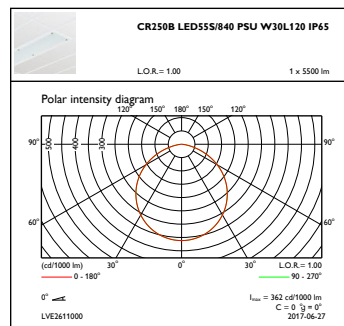 CR250B LED55S/840 PSU W30L120 IP65
L.O.R.= 1.00 1 x 5500 lm
Polar intensity diagram
120° 150° 180° 150° 120°
500 400 300
90° 90°
60° 60°
(cd/1000 lm) 30° 0° 30° L.O.R.= 1.00
0 - 180° 90 - 270°
0° Imax = 362 cd/1000 lm
C = 0 °g = 0°
LVE2611000 2017-06-27